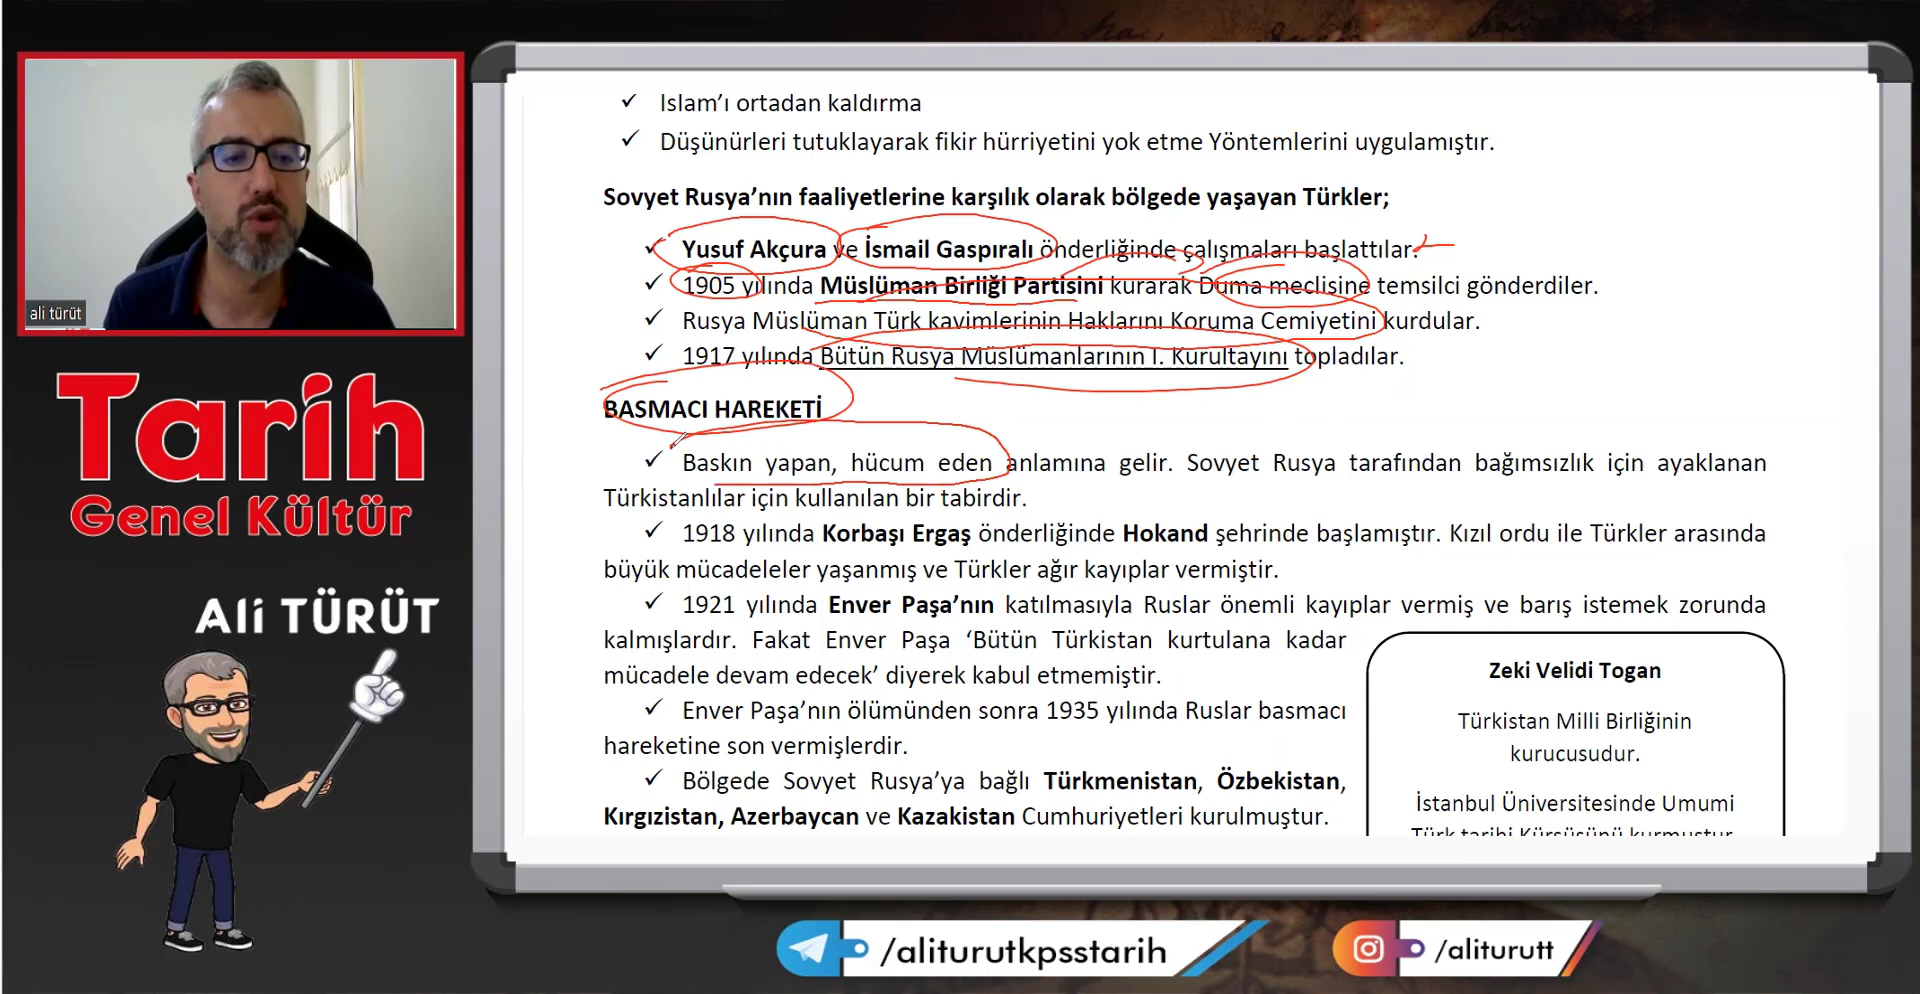 ✓ Islam’ı ortadan kaldırma
✓ Düşünürleri tutuklayarak fikir hürriyetini yok etme Yöntemlerini uygulamıştır.
Sovyet Rusya’nın faaliyetlerine karşılık olarak bölgede yaşayan Türkler;
✓ Yusuf Akçura ve İsmail Gaspıralı önderliğinde çalışmaları başlattılar.
✓ 1905 yılında Müslüman Birliği Partisini kurarak Duma meclisine temsilci gönderdiler.
✓ Rusya Müslüman Türk kavimlerinin Haklarını Koruma Cemiyetini kurdular.
✓ 1917 yılında Bütün Rusya Müslümanlarının I. Kurultayını topladılar.
BASMACI HAREKETİ
✓ Baskın yapan, hücum eden anlamına gelir. Sovyet Rusya tarafından bağımsızlık için ayaklanan
Türkistanlılar için kullanılan bir tabirdir.
✓ 1918 yılında Korbaşı Ergaş önderliğinde Hokand şehrinde başlamıştır. Kızıl ordu ile Türkler arasında
büyük mücadeleler yaşanmış ve Türkler ağır kayıplar vermiştir.
✓ 1921 yılında Enver Paşa’nın katılmasıyla Ruslar önemli kayıplar vermiş ve barış istemek zorunda
kalmışlardır. Fakat Enver Paşa ‘Bütün Türkistan kurtulana kadar
mücadele devam edecek’ diyerek kabul etmemiştir.
✓ Enver Paşa’nın ölümünden sonra 1935 yılında Ruslar basmacı
hareketine son vermişlerdir.
✓ Bölgede Sovyet Rusya’ya bağlı Türkmenistan, Özbekistan,
Kırgızistan, Azerbaycan ve Kazakistan Cumhuriyetleri kurulmuştur.
Zeki Velidi Togan
Türkistan Milli Birliğinin
kurucusudur.
İstanbul Üniversitesinde Umumi
Türk tarihi Kürsüsünü kurmuştur.
ali türüt
Tarih
Genel Kültür
Ali TÜRÜT
/aliturutkpsstarih
/aliturutt